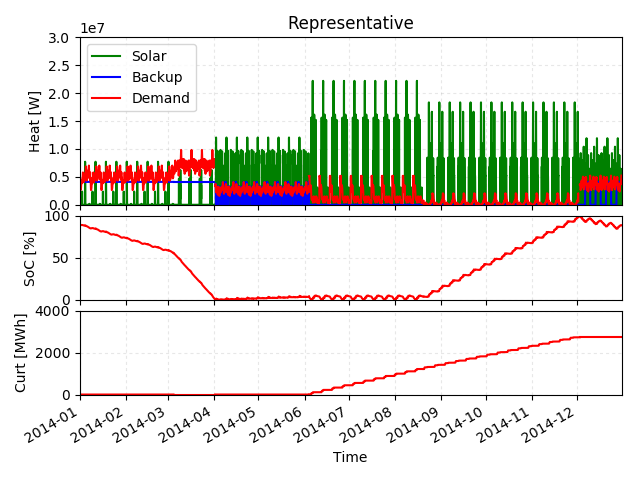 Representative
1e7
3.0
2.5
2.0
1.5
1.0
0.5
0.0
Heat [W]
Solar
Backup
Demand
100
50
0
SoC [%]
4000
2000
0
Curt [MWh]
2014-01
2014-02
2014-03
2014-04
2014-05
2014-06
2014-07
2014-08
2014-09
2014-10
2014-11
2014-12
Time